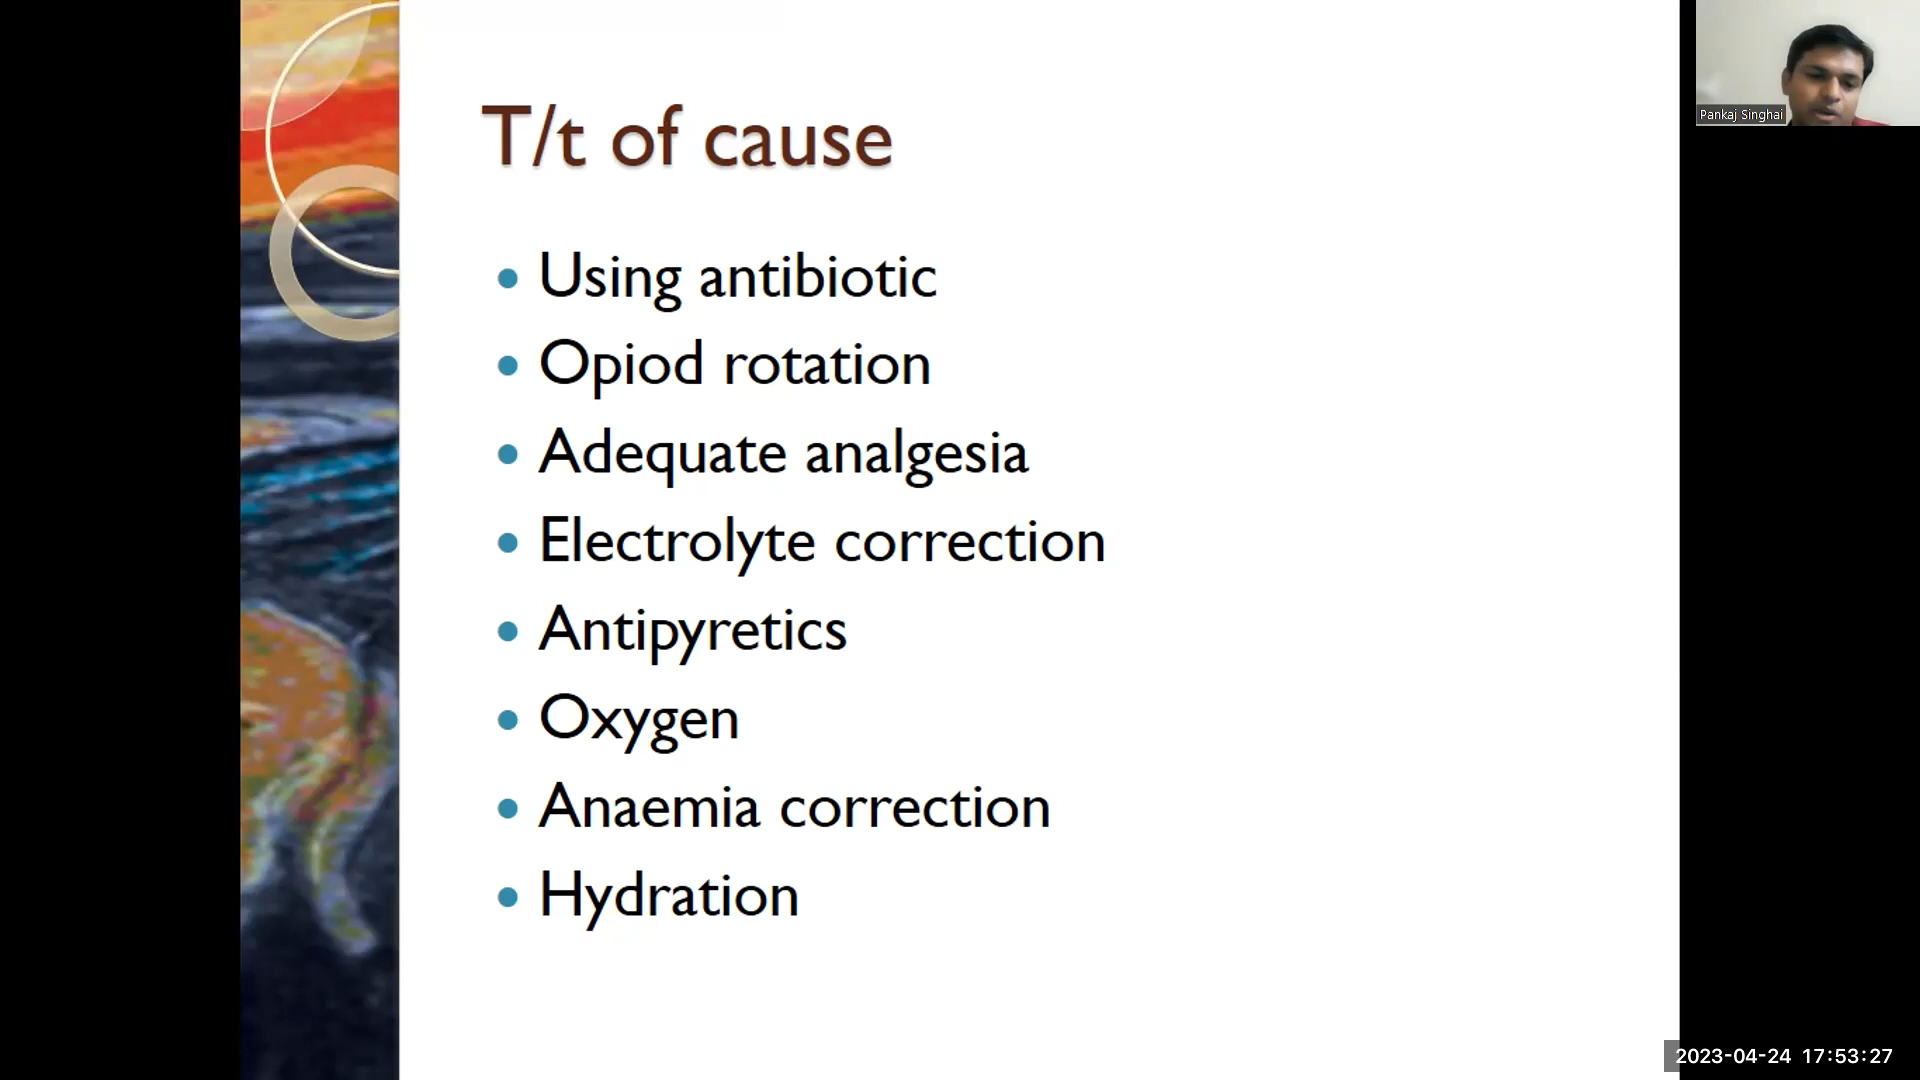 T/t of cause
Using antibiotic
Opiod rotation
Adequate analgesia
Electrolyte correction
Antipyretics
Oxygen
Anaemia correction
Hydration
Pankaj Singhai
2023-04-24 17:53:27